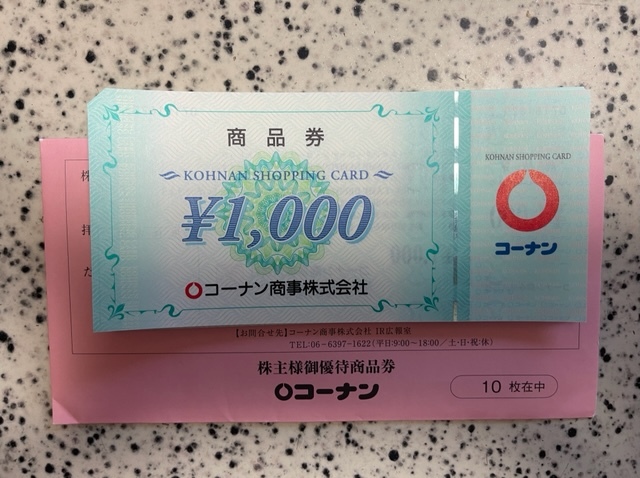 商品券
KOHNAN SHOPPING CARD
¥1,000
コーナン商事株式会社
KOHNAN SHOPPING CARD
コーナン
株
拝
た
【お問合せ先】コーナン商事株式会社 IR広報室
TEL:06-6397-1622(平日:9:00~18:00/土・日・祝:休)
株主様御優待商品券
コーナン
10 枚在中